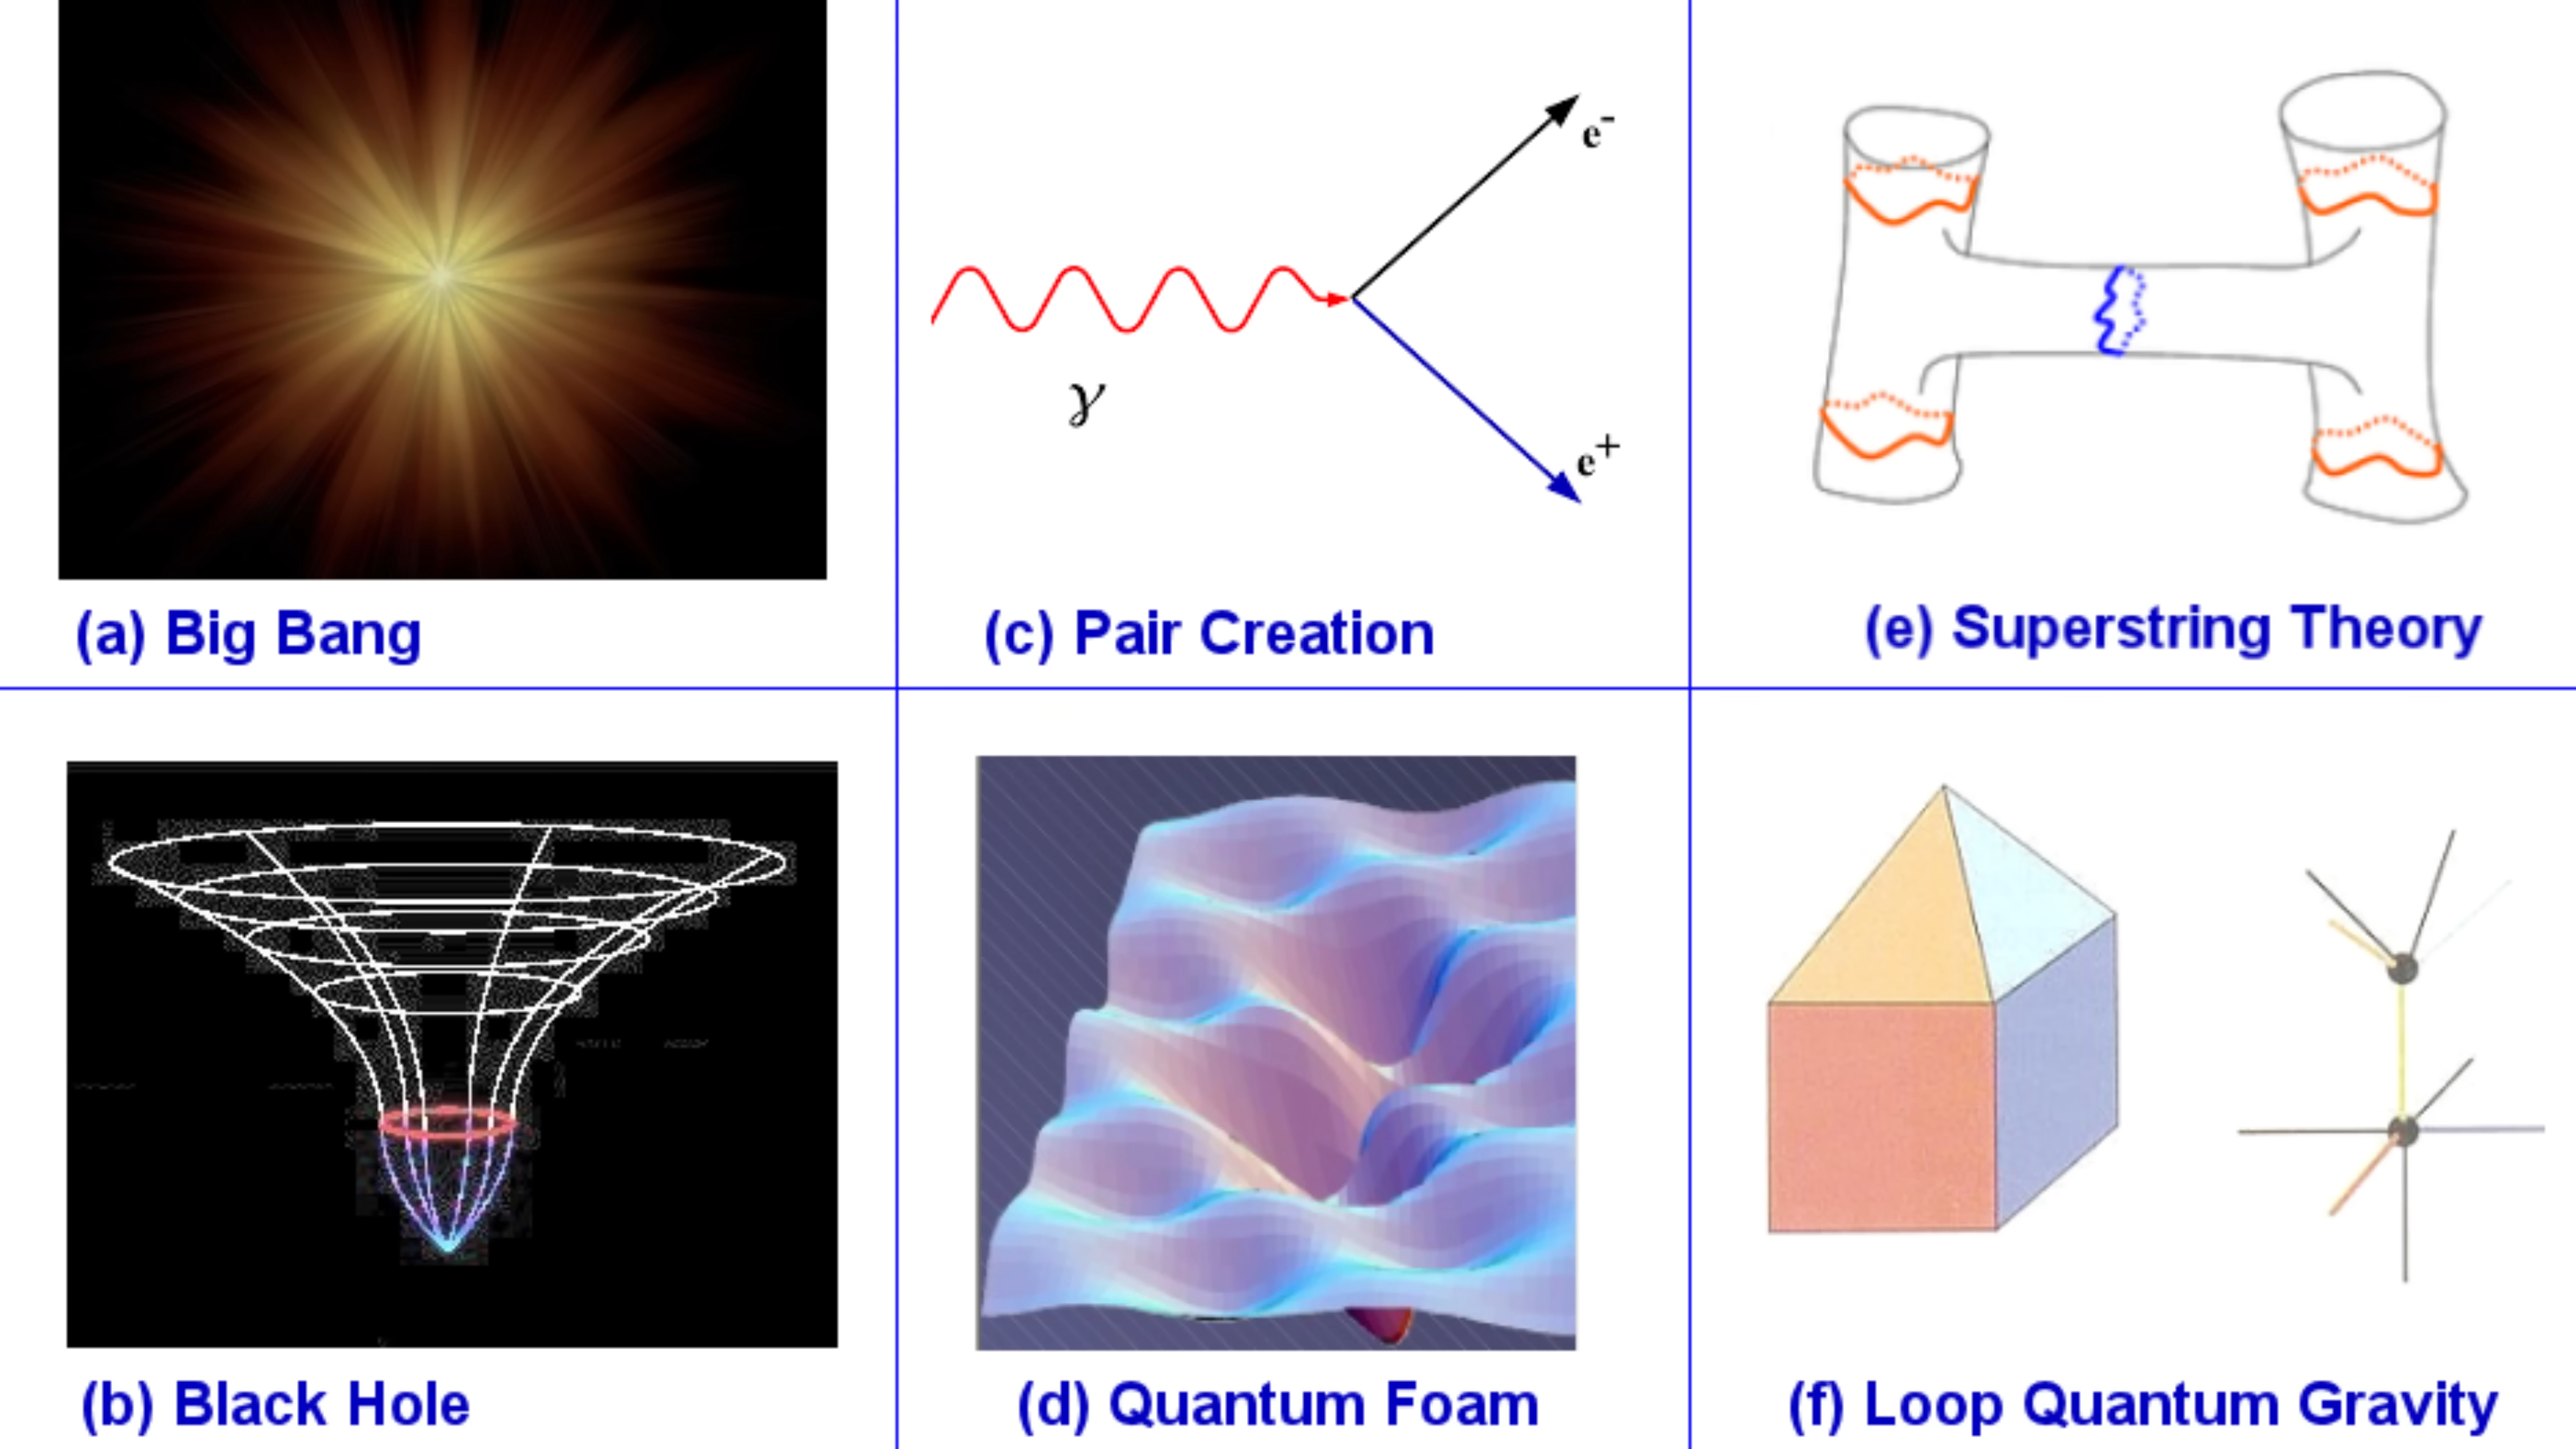 e-
γ
e+
(a) Big Bang
(c) Pair Creation
(e) Superstring Theory
(b) Black Hole
(d) Quantum Foam
(f) Loop Quantum Gravity